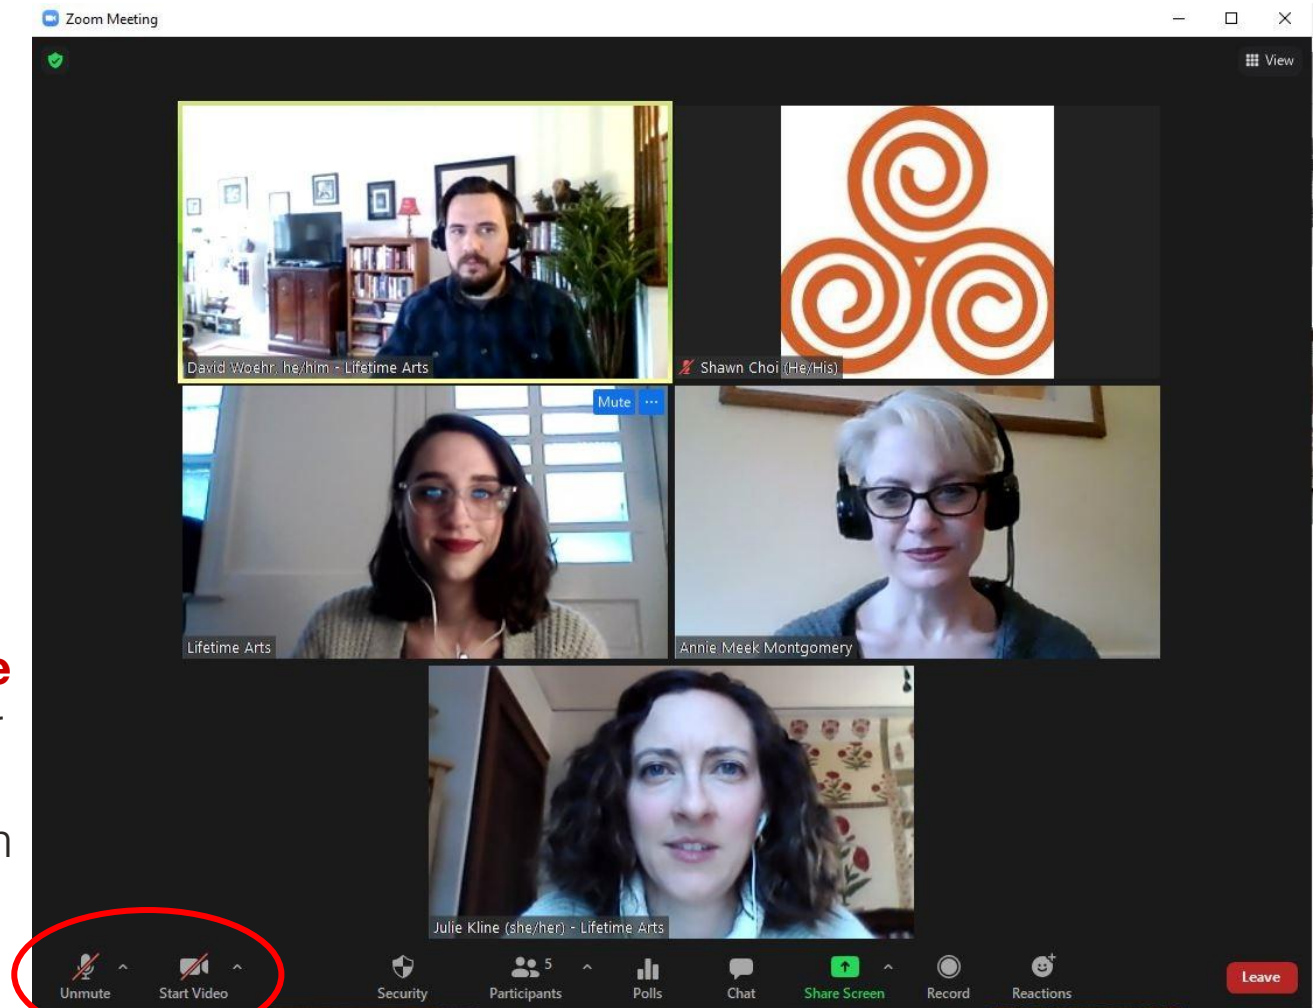 Zoom Meeting
View
David Woehr, he/him - Lifetime Arts
Shawn Choi (He/His)
Mute ...
Lifetime Arts
Annie Meek Montgomery
Julie Kline (she/her) - Lifetime Arts
5
Unmute Start Video Security Participants Polls Chat Share Screen Record Reactions Leave